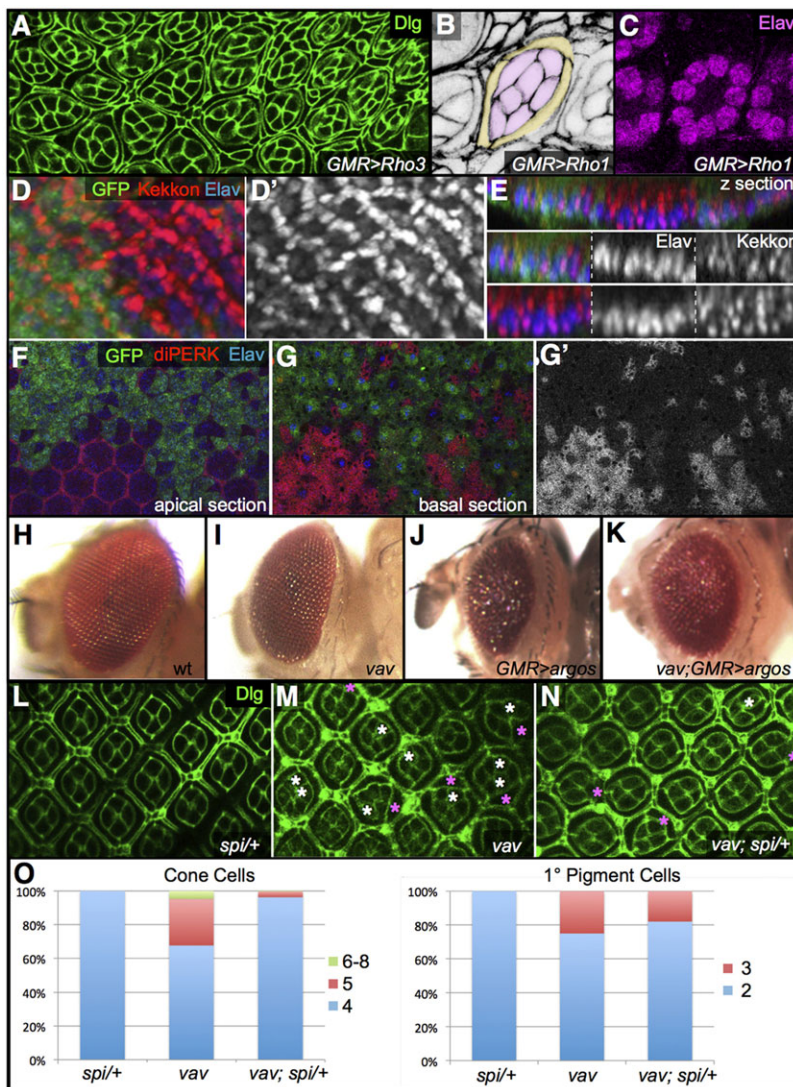 A Dlg B C Elav
GMR>Rho3 GMR>Rho1 GMR>Rho1
D GFP Kekkon Elav D' E z section
Elav Kekkon
F GFP diPERK Elav G G'
apical section basal section
H I J K
wt vav GMR>argos vav;GMR>argos
L Dlg M * N *
* * * * * * * * * * * * * * *
spi/+ vav vav; spi/+
O Cone Cells 1° Pigment Cells
100% 100%
80% 80%
60% 6-8 60%
5 3
40% 4 40% 2
20% 20%
0% 0%
spi/+ vav vav; spi/+ spi/+ vav vav; spi/+